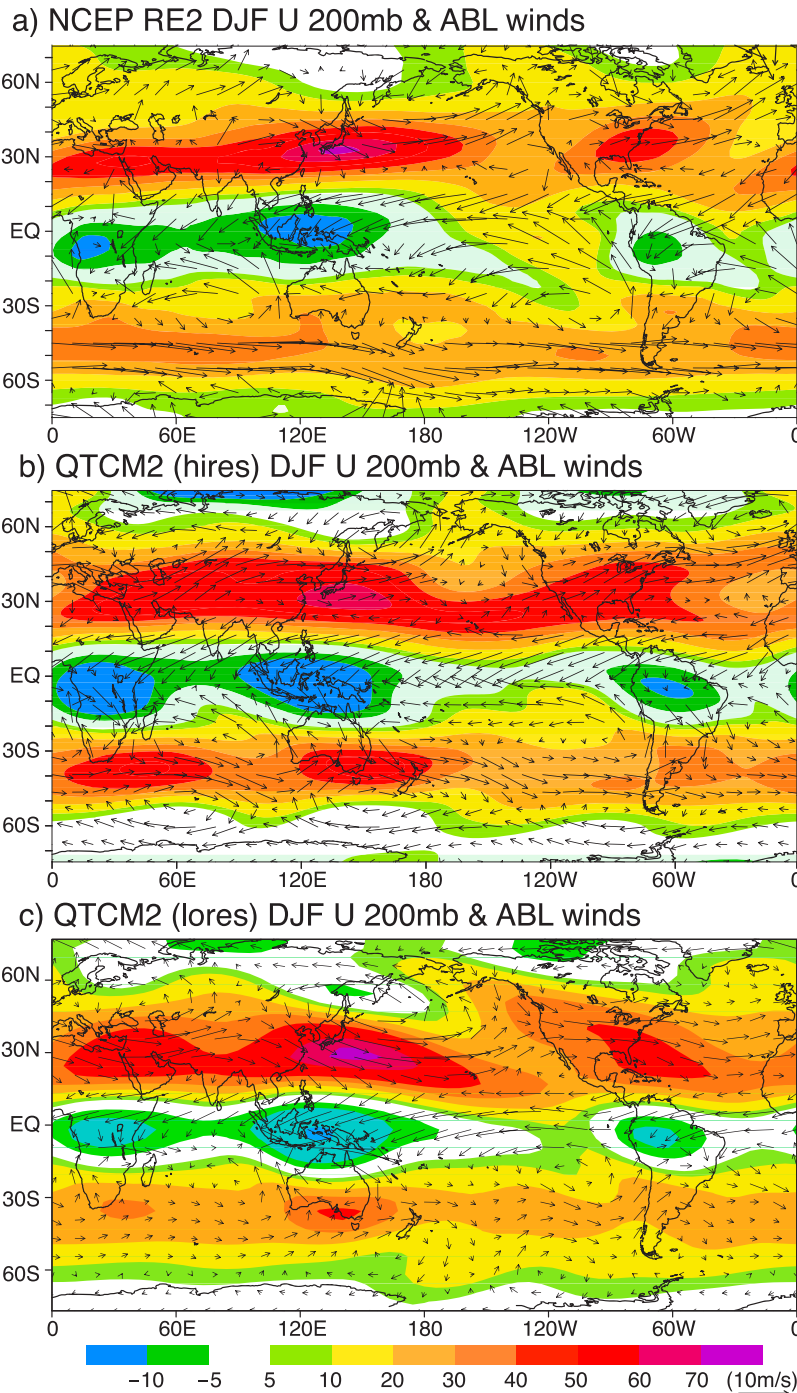 a) NCEP RE2 DJF U 200mb & ABL winds
60N
30N
EQ
30S
60S
0 60E 120E 180 120W 60W 0
b) QTCM2 (hires) DJF U 200mb & ABL winds
60N
30N
EQ
30S
60S
0 60E 120E 180 120W 60W 0
c) QTCM2 (lores) DJF U 200mb & ABL winds
60N
30N
EQ
30S
60S
0 60E 120E 180 120W 60W 0
−10 −5 5 10 20 30 40 50 60 70 (10m/s)